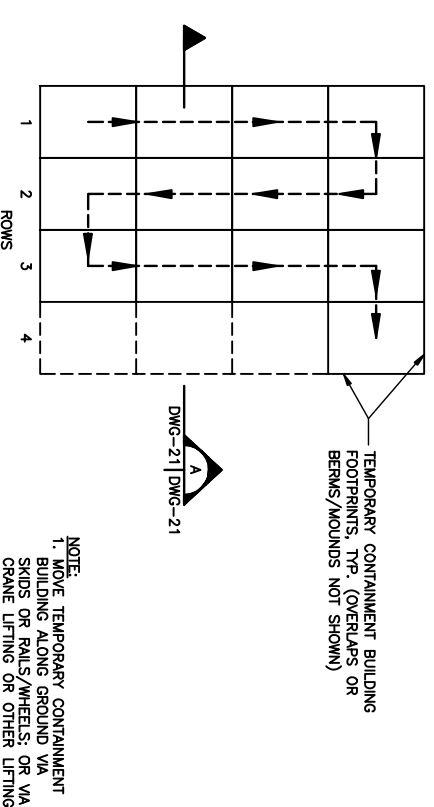 1
2
3
4
ROWS
TEMPORARY CONTAINMENT BUILDING
FOOTPRINTS, TYP. (OVERLAPS OR
BERMS/MOUNDS NOT SHOWN)
A
DWG-21 | DWG-21
NOTE:
1. MOVE TEMPORARY CONTAINMENT
BUILDING ALONG GROUND VIA
SKIDS OR RAILS/WHEELS; OR VIA
CRANE LIFTING OR OTHER LIFTING